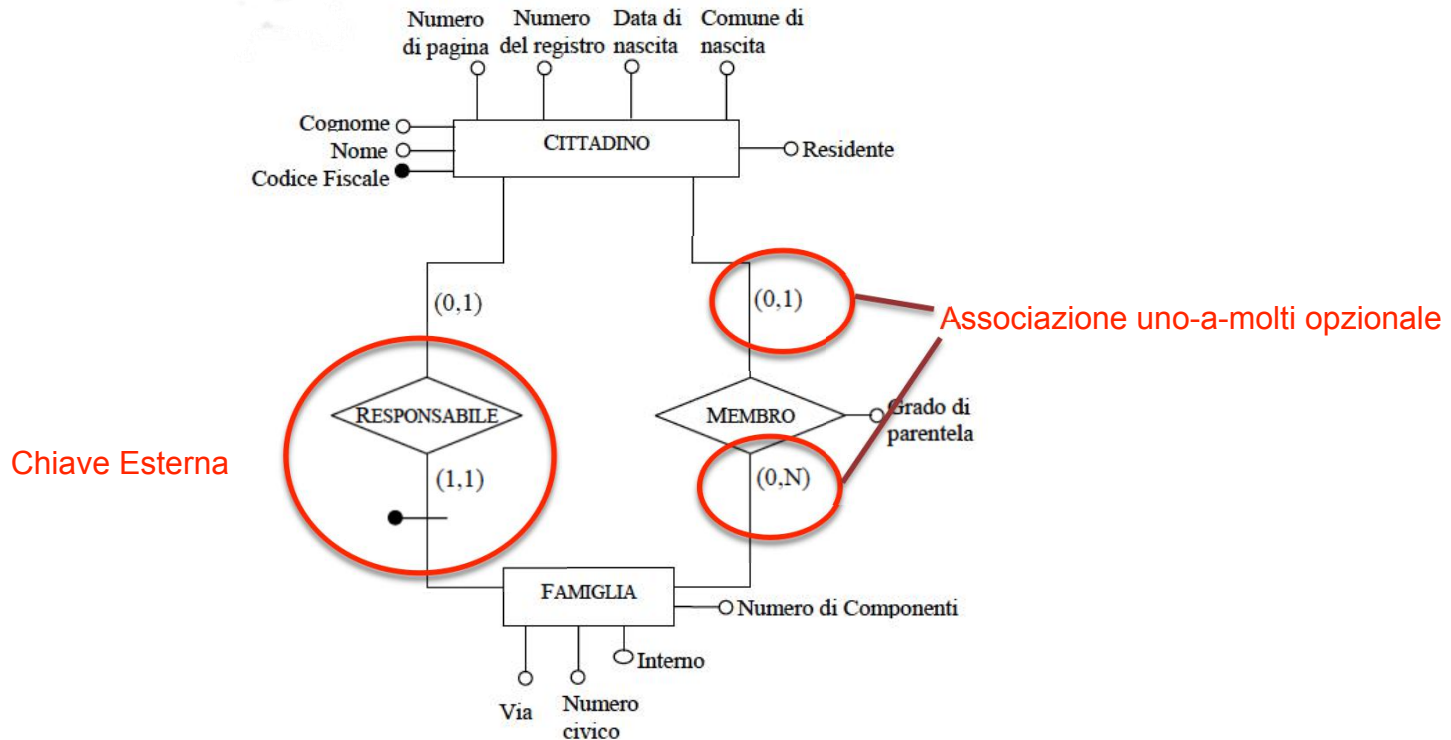 Numero
di pagina
Numero
del registro
Data di
nascita
Comune di
nascita
Cognome
Nome
Codice Fiscale
CITTADINO
Residente
(0,1)
(0,1)
Associazione uno-a-molti opzionale
RESPONSABILE
MEMBRO
Grado di
parentela
Chiave Esterna
(1,1)
(0,N)
FAMIGLIA
Numero di Componenti
Interno
Via
Numero
civico